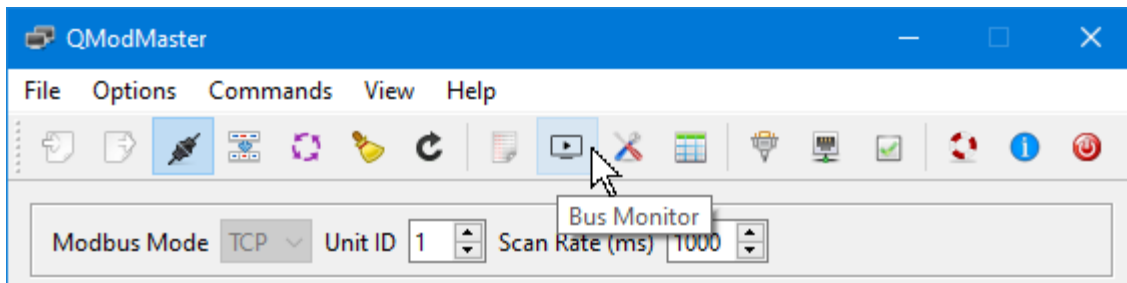 QModMaster
File Options Commands View Help
Bus Monitor
Modbus Mode TCP Unit ID 1 Scan Rate (ms) 1000